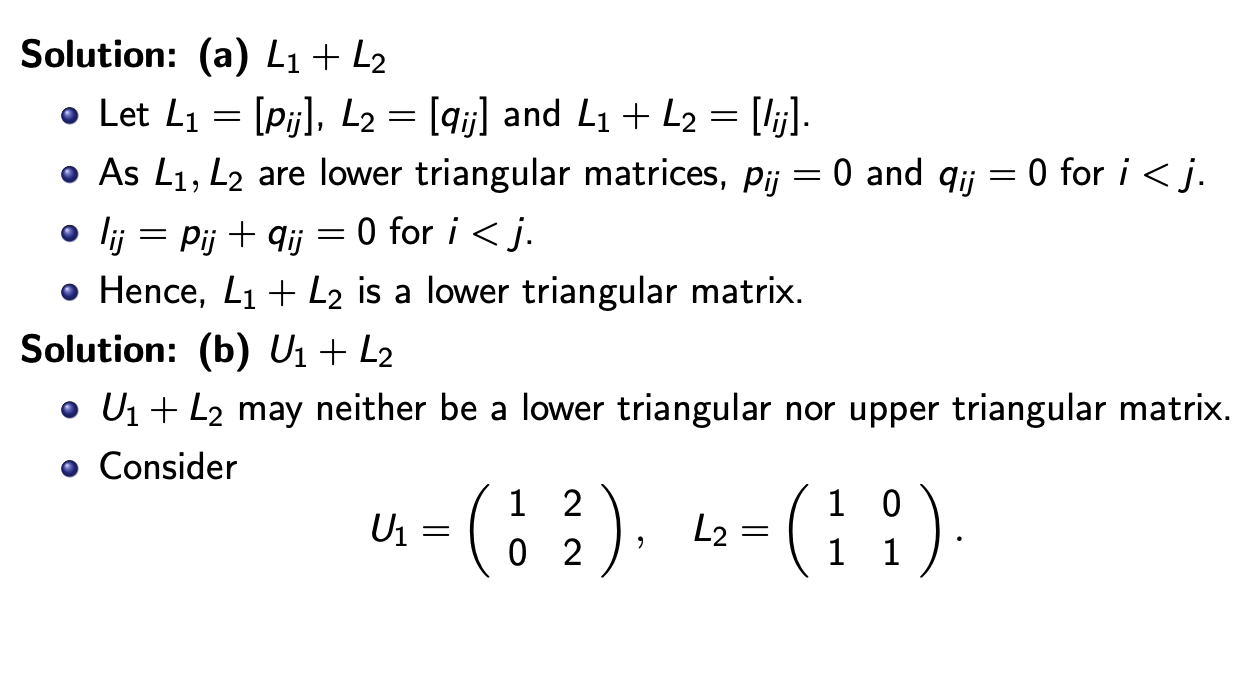 Solution: (a) L₁ + L₂
Let L₁ = [pᵢⱼ], L₂ = [qᵢⱼ] and L₁ + L₂ = [lᵢⱼ].
As L₁, L₂ are lower triangular matrices, pᵢⱼ = 0 and qᵢⱼ = 0 for i < j.
lᵢⱼ = pᵢⱼ + qᵢⱼ = 0 for i < j.
Hence, L₁ + L₂ is a lower triangular matrix.
Solution: (b) U₁ + L₂
U₁ + L₂ may neither be a lower triangular nor upper triangular matrix.
Consider
U₁ = ( 1 2 ; 0 2 ), L₂ = ( 1 0 ; 1 1 ).